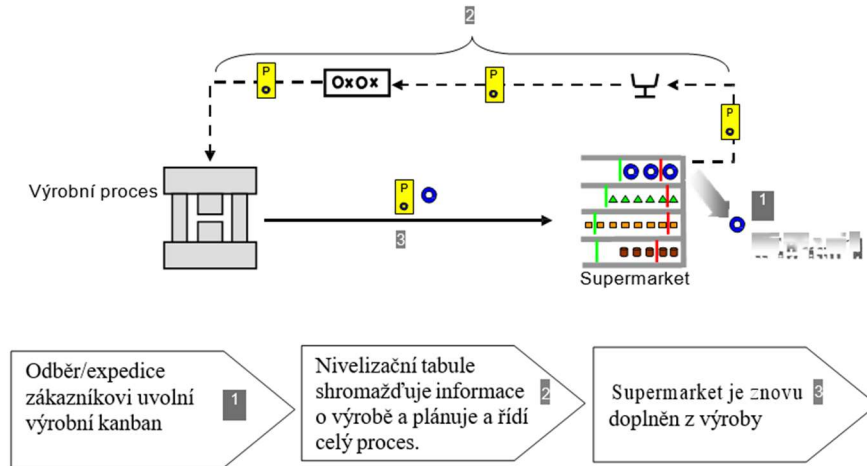 2
P
OxOx
P
P
Výrobní proces
P
1
3
Supermarket
Odběr/expedice
zákazníkovi uvolní
výrobní kanban
1
Nivelizační tabule
shromažďuje informace
o výrobě a plánuje a řídí
celý proces.
2
Supermarket je znovu
doplněn z výroby
3